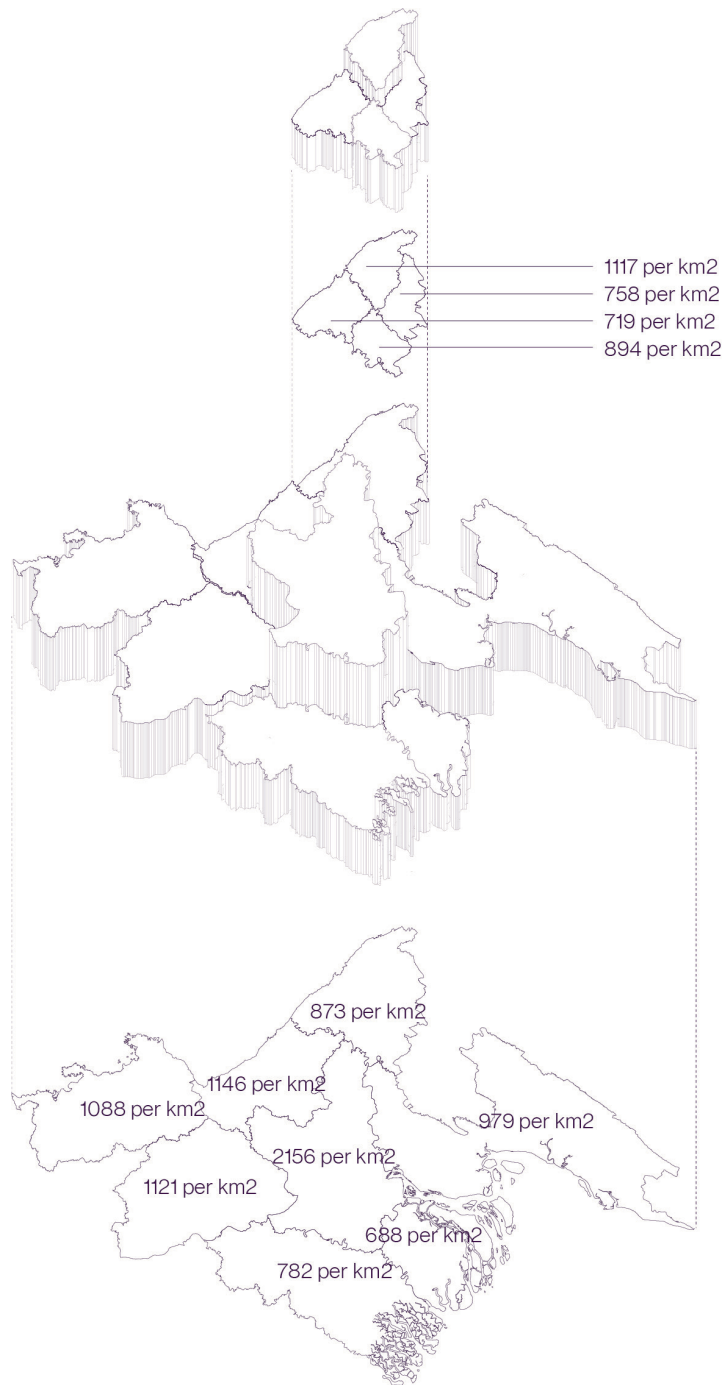 1117 per km2
758 per km2
719 per km2
894 per km2
873 per km2
1146 per km2
1088 per km2
979 per km2
2156 per km2
1121 per km2
688 per km2
782 per km2